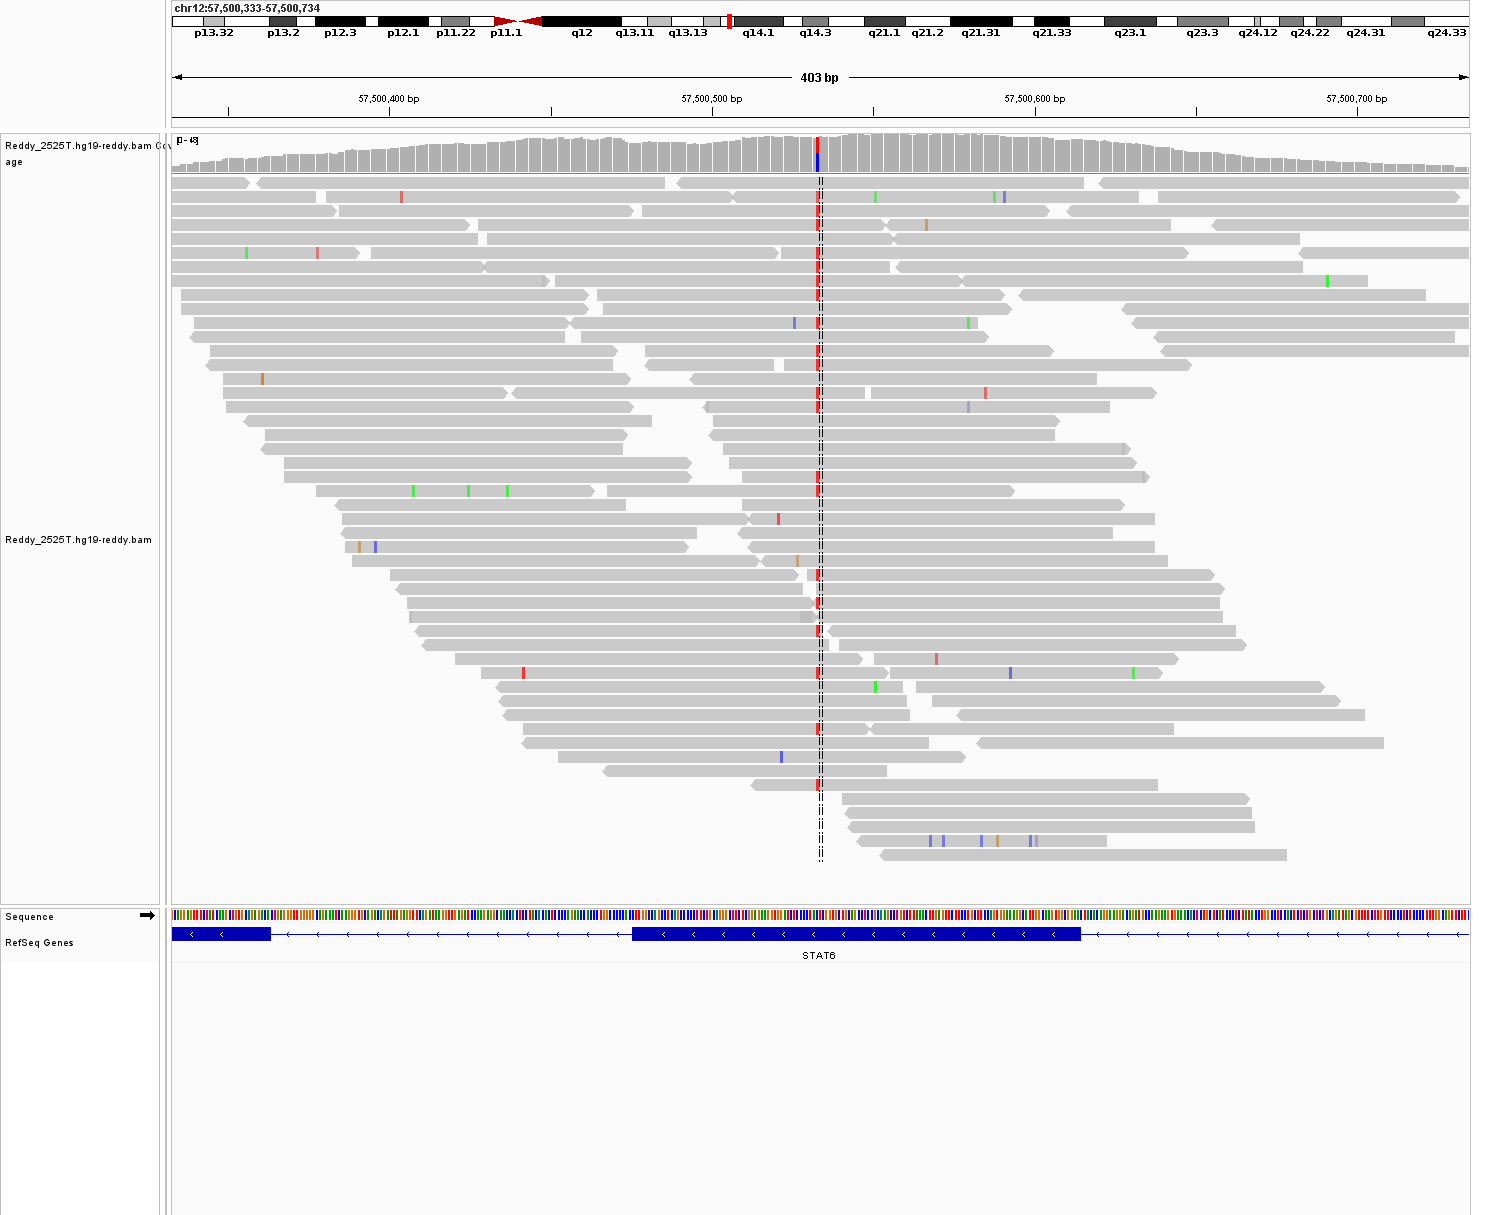 chr12:57,500,333-57,500,734
p13.32 p13.2 p12.3 p12.1 p11.22 p11.1 q12 q13.11 q13.13 q14.1 q14.3 q21.1 q21.2 q21.31 q21.33 q23.1 q23.3 q24.12 q24.22 q24.31 q24.33
403 bp
57,500,400 bp 57,500,500 bp 57,500,600 bp 57,500,700 bp
Reddy_2525T.hg19-reddy.bam Cov
age
Reddy_2525T.hg19-reddy.bam
Sequence
RefSeq Genes
STAT6